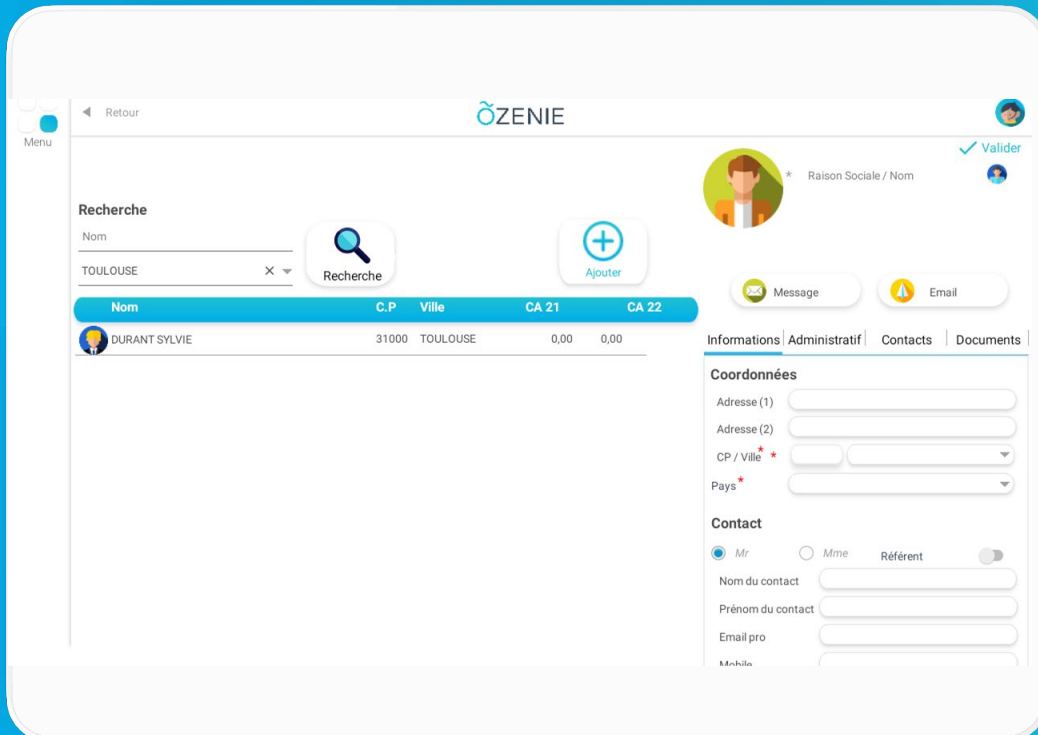 Retour
ÕZENIE
Menu
Valider
* Raison Sociale / Nom
Recherche
Nom
TOULOUSE
Recherche
Ajouter
Message
Email
Nom C.P Ville CA 21 CA 22
DURANT SYLVIE 31000 TOULOUSE 0,00 0,00
Informations Administratif Contacts Documents
Coordonnées
Adresse (1)
Adresse (2)
CP / Ville* *
Pays*
Contact
Mr Mme Référent
Nom du contact
Prénom du contact
Email pro
Mobile